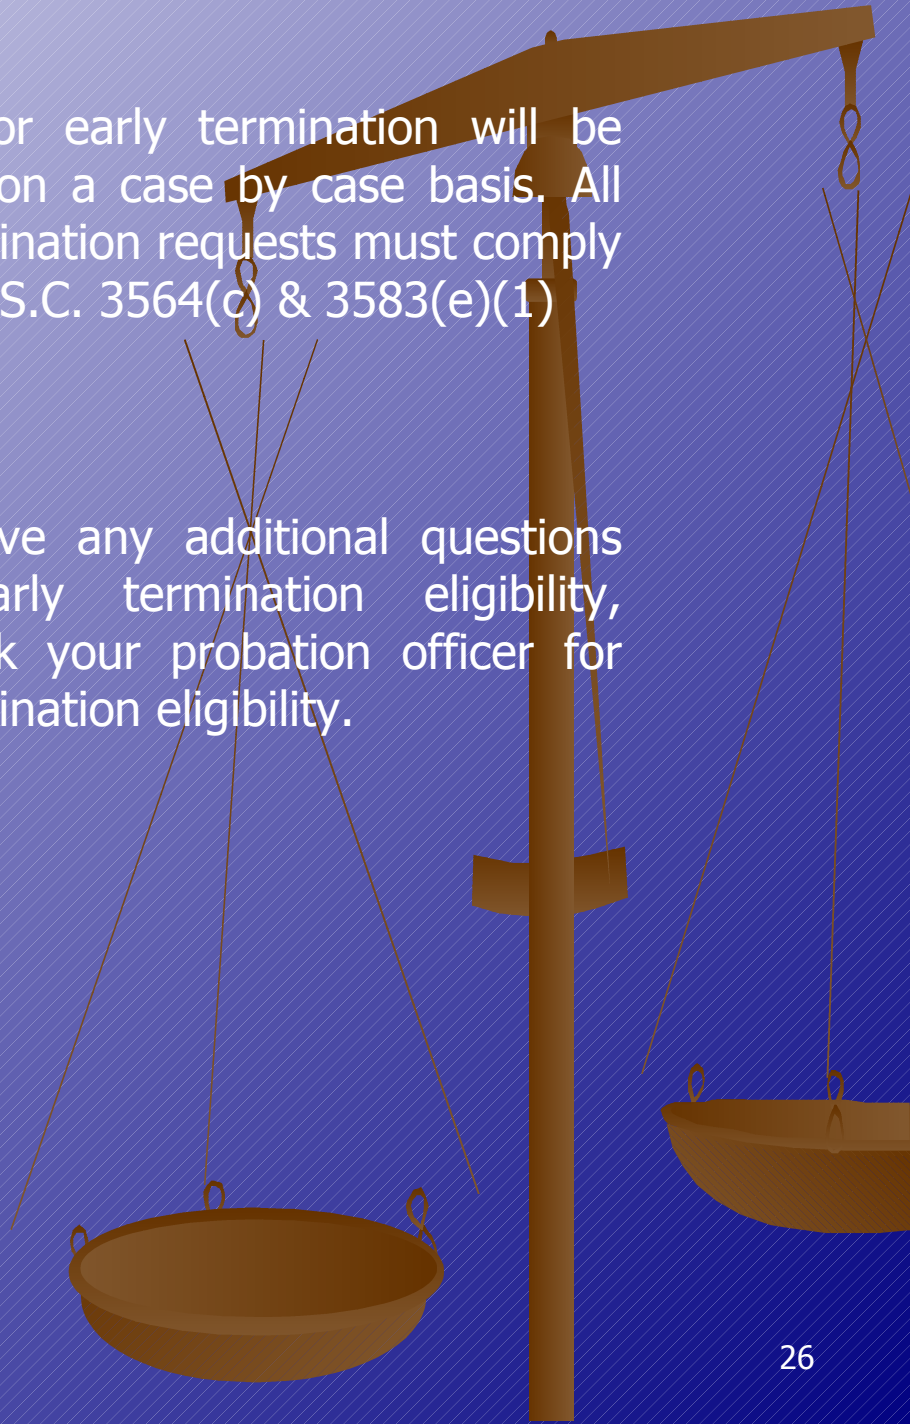 or early termination will be
on a case by case basis. All
ination requests must comply
S.C. 3564(c) & 3583(e)(1)
ve any additional questions
arly termination eligibility,
k your probation officer for
ination eligibility.
26